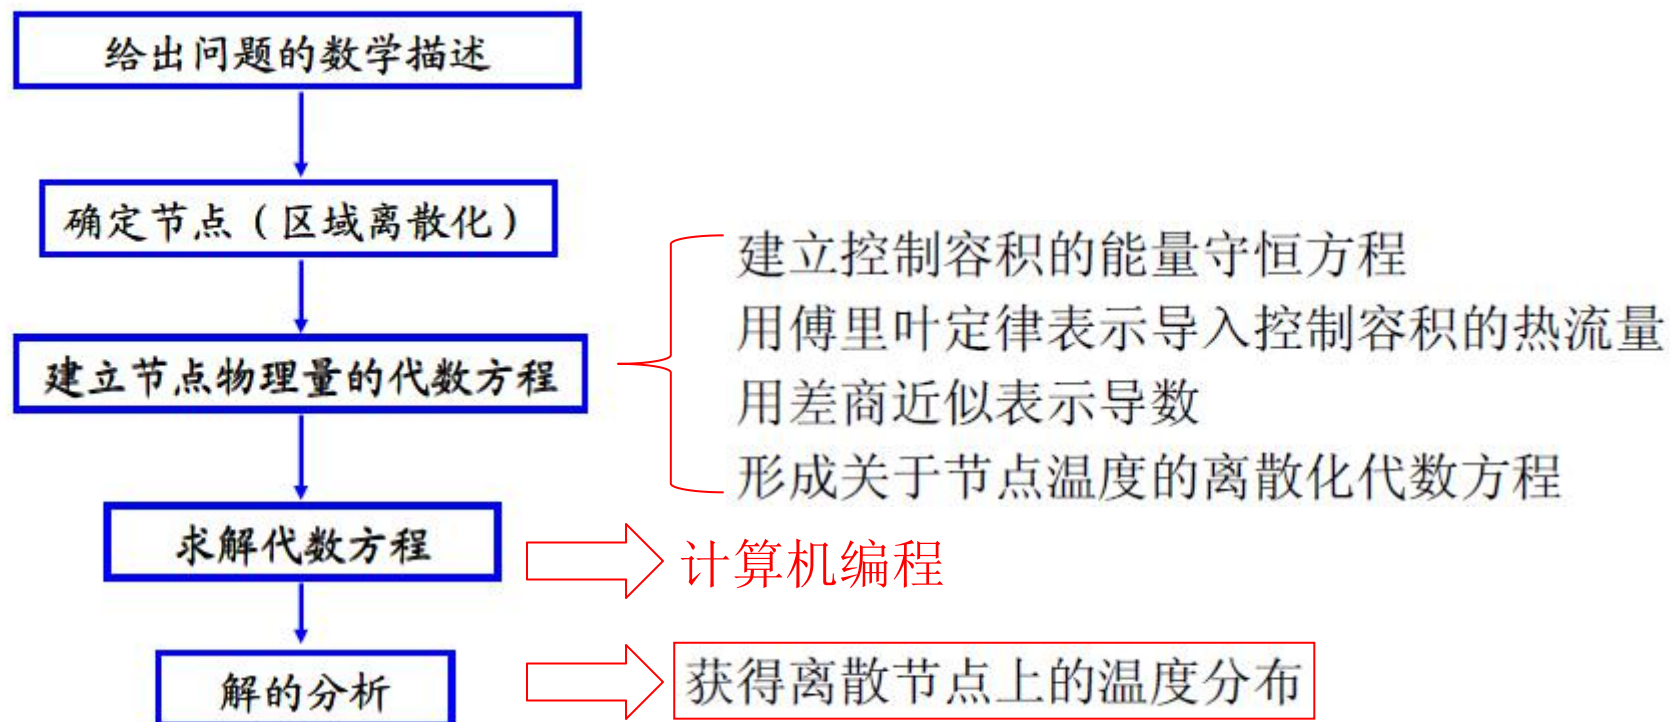 给出问题的数学描述
确定节点（区域离散化）
建立节点物理量的代数方程
建立控制容积的能量守恒方程
用傅里叶定律表示导入控制容积的热流量
用差商近似表示导数
形成关于节点温度的离散化代数方程
求解代数方程
计算机编程
解的分析
获得离散节点上的温度分布